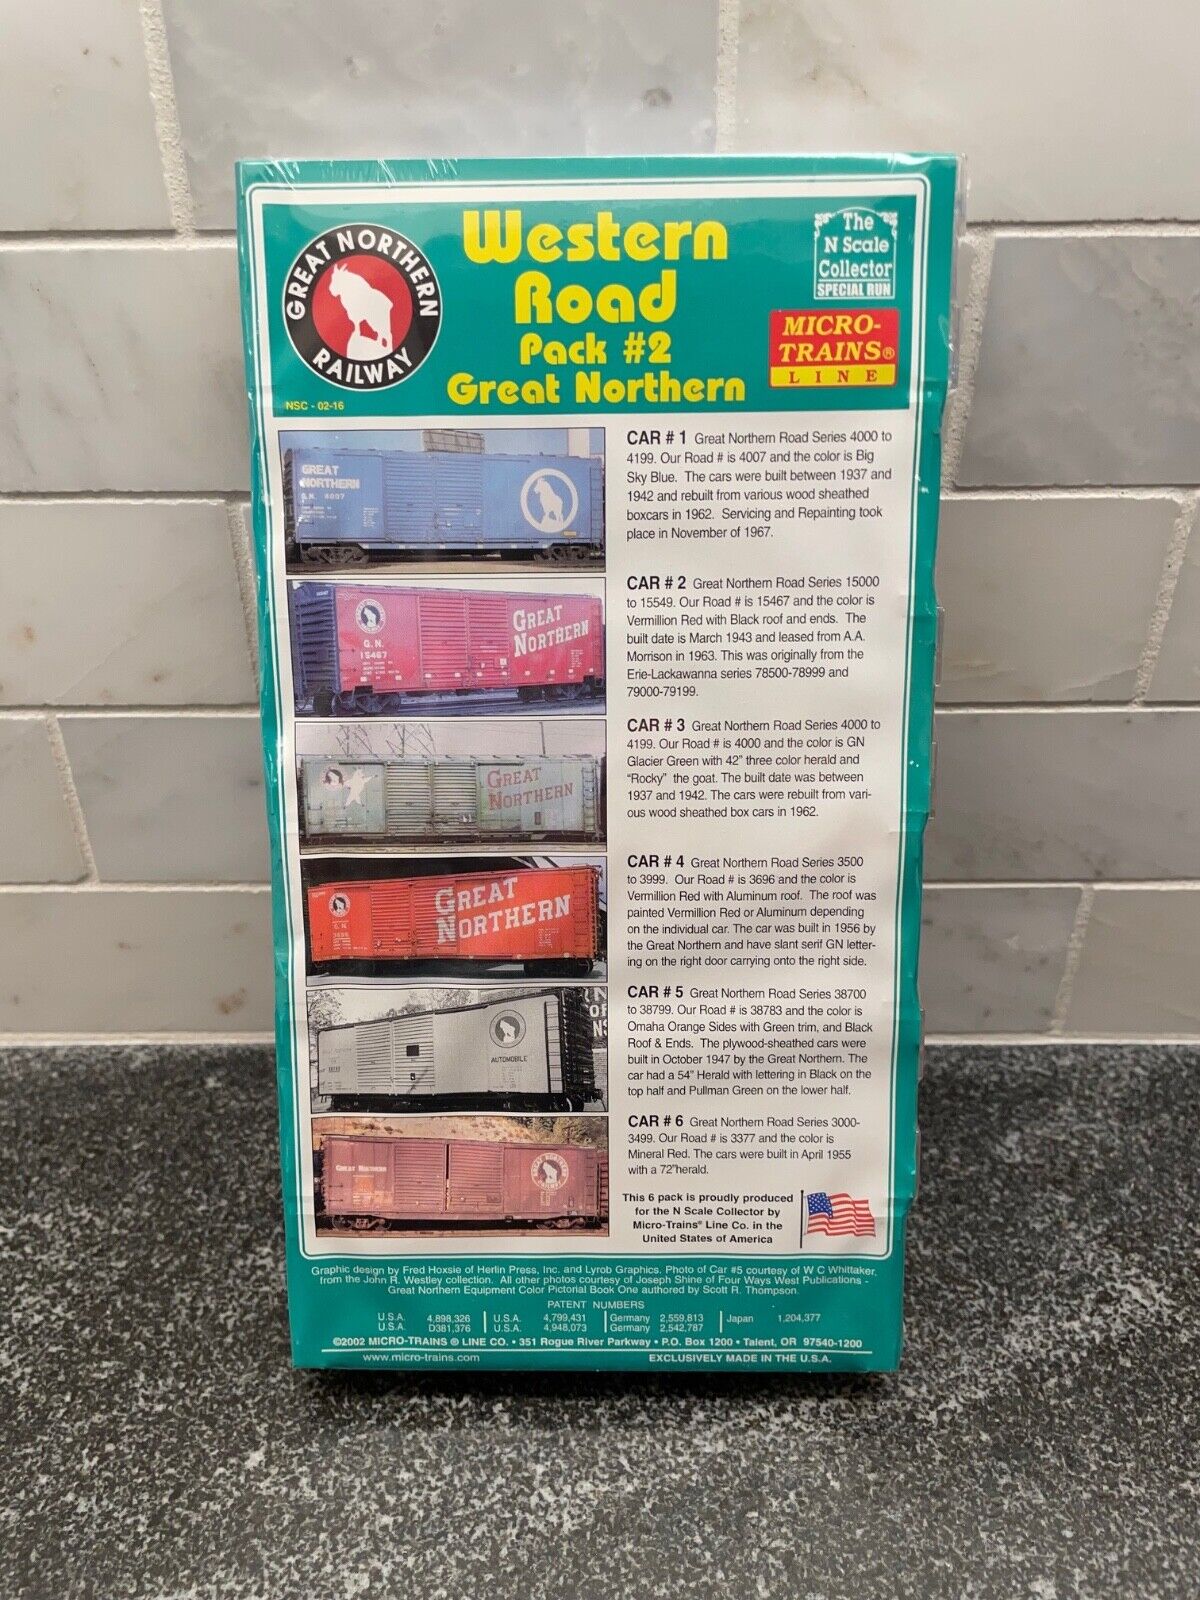 GREAT NORTHERN
RAILWAY
NSC - 02-16
Western
Road
Pack #2
Great Northern
The
N Scale
Collector
SPECIAL RUN
MICRO-
TRAINS®
LINE
GREAT
NORTHERN
G.N. 4007
CAR # 1 Great Northern Road Series 4000 to
4199. Our Road # is 4007 and the color is Big
Sky Blue. The cars were built between 1937 and
1942 and rebuilt from various wood sheathed
boxcars in 1962. Servicing and Repainting took
place in November of 1967.
GREAT
NORTHERN
G.N.
15467
CAR # 2 Great Northern Road Series 15000
to 15549. Our Road # is 15467 and the color is
Vermillion Red with Black roof and ends. The
built date is March 1943 and leased from A.A.
Morrison in 1963. This was originally from the
Erie-Lackawanna series 78500-78999 and
79000-79199.
GREAT
NORTHERN
CAR # 3 Great Northern Road Series 4000 to
4199. Our Road # is 4000 and the color is GN
Glacier Green with 42" three color herald and
"Rocky" the goat. The built date was between
1937 and 1942. The cars were rebuilt from vari-
ous wood sheathed box cars in 1962.
GREAT
NORTHERN
G.N.
3696
CAR # 4 Great Northern Road Series 3500
to 3999. Our Road # is 3696 and the color is
Vermillion Red with Aluminum roof. The roof was
painted Vermillion Red or Aluminum depending
on the individual car. The car was built in 1956 by
the Great Northern and have slant serif GN letter-
ing on the right door carrying onto the right side.
AUTOMOBILE
CAR # 5 Great Northern Road Series 38700
to 38799. Our Road # is 38783 and the color is
Omaha Orange Sides with Green trim, and Black
Roof & Ends. The plywood-sheathed cars were
built in October 1947 by the Great Northern. The
car had a 54" Herald with lettering in Black on the
top half and Pullman Green on the lower half.
GREAT NORTHERN
GREAT NORTHERN
RAILWAY
CAR # 6 Great Northern Road Series 3000-
3499. Our Road # is 3377 and the color is
Mineral Red. The cars were built in April 1955
with a 72"herald.
This 6 pack is proudly produced
for the N Scale Collector by
Micro-Trains® Line Co. in the
United States of America
Graphic design by Fred Hoxsie of Herlin Press, Inc. and Lyrob Graphics. Photo of Car #5 courtesy of W C Whittaker,
from the John R. Westley collection. All other photos courtesy of Joseph Shine of Four Ways West Publications -
Great Northern Equipment Color Pictorial Book One authored by Scott R. Thompson.
PATENT NUMBERS
U.S.A. 4,898,326 U.S.A. 4,799,431 Germany 2,559,813 Japan 1,204,377
U.S.A. D381,376 U.S.A. 4,948,073 Germany 2,542,787
©2002 MICRO-TRAINS ® LINE CO. • 351 Rogue River Parkway • P.O. Box 1200 • Talent, OR 97540-1200
www.micro-trains.com EXCLUSIVELY MADE IN THE U.S.A.